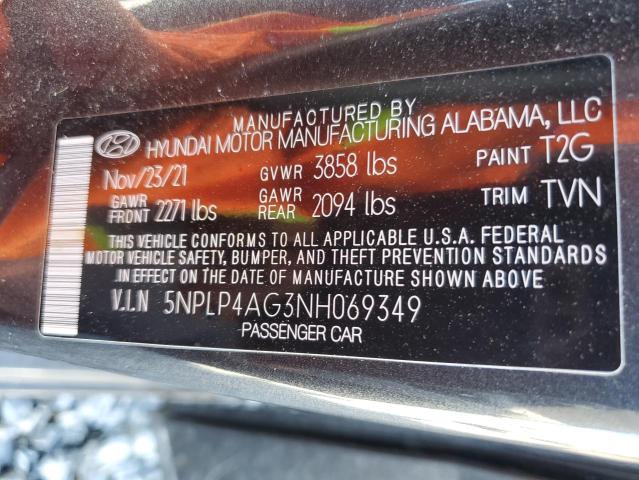 MANUFACTURED BY
HYUNDAI MOTOR MANUFACTURING ALABAMA, LLC
Nov/23/21 GVWR 3858 lbs PAINT T2G
GAWR FRONT 2271 lbs GAWR REAR 2094 lbs TRIM TVN
THIS VEHICLE CONFORMS TO ALL APPLICABLE U.S.A. FEDERAL
MOTOR VEHICLE SAFETY, BUMPER, AND THEFT PREVENTION STANDARDS
IN EFFECT ON THE DATE OF MANUFACTURE SHOWN ABOVE
V.I.N 5NPLP4AG3NH069349
PASSENGER CAR